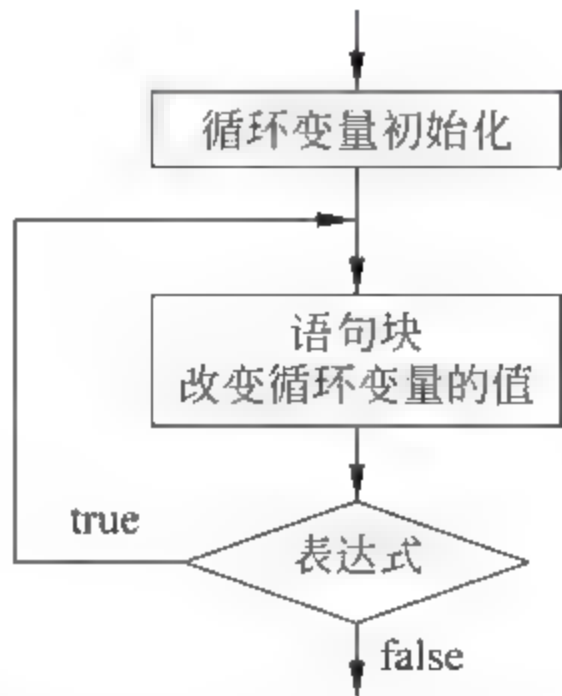 循环变量初始化
语句块
改变循环变量的值
true
表达式
false